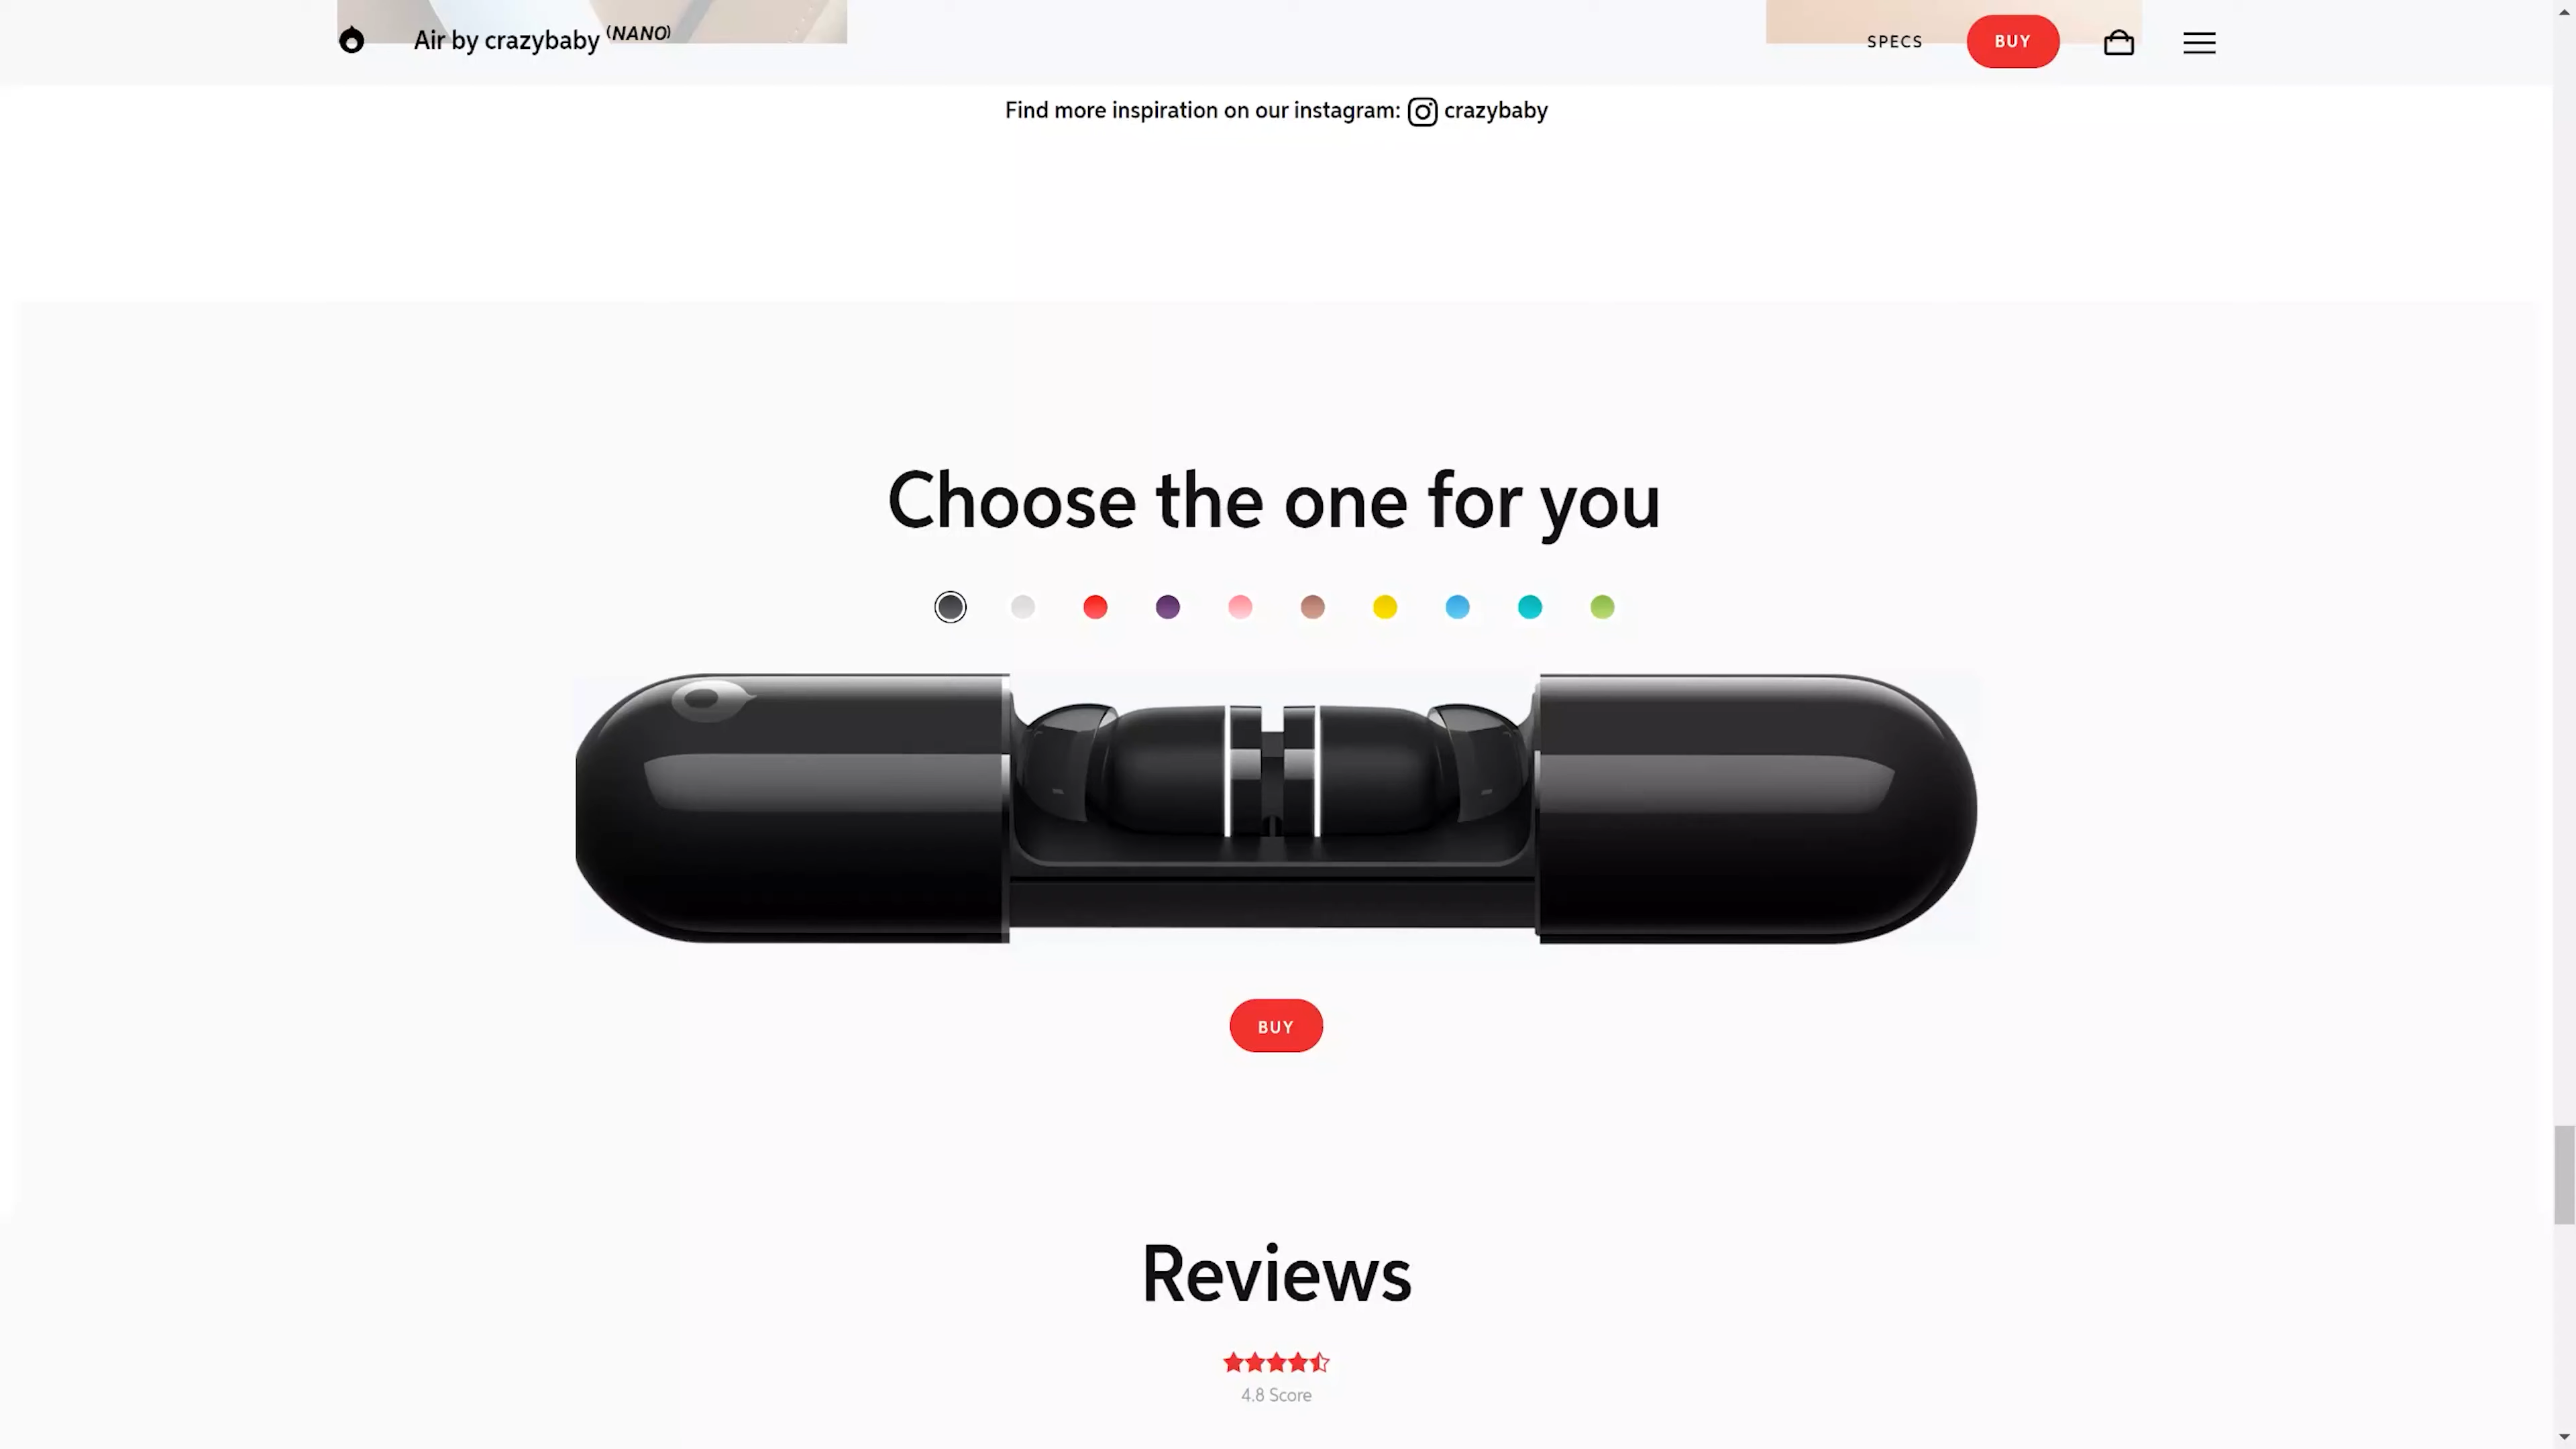 Air by crazybaby (NANO)
SPECS
BUY
Find more inspiration on our instagram: crazybaby
Choose the one for you
BUY
Reviews
4.8 Score